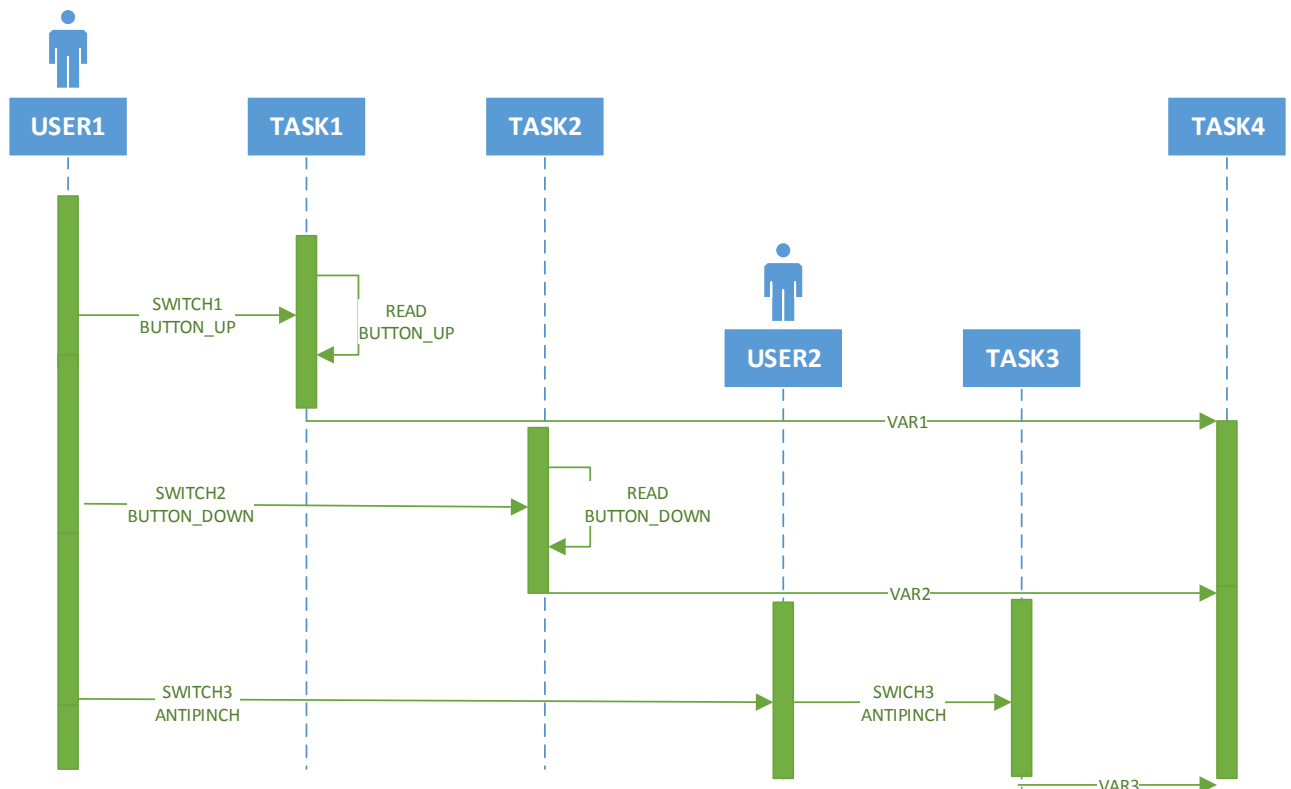 USER1
TASK1
TASK2
TASK4
SWITCH1
BUTTON_UP
READ
BUTTON_UP
USER2
TASK3
VAR1
SWITCH2
BUTTON_DOWN
READ
BUTTON_DOWN
VAR2
SWITCH3
ANTIPINCH
SWICH3
ANTIPINCH
VAR3